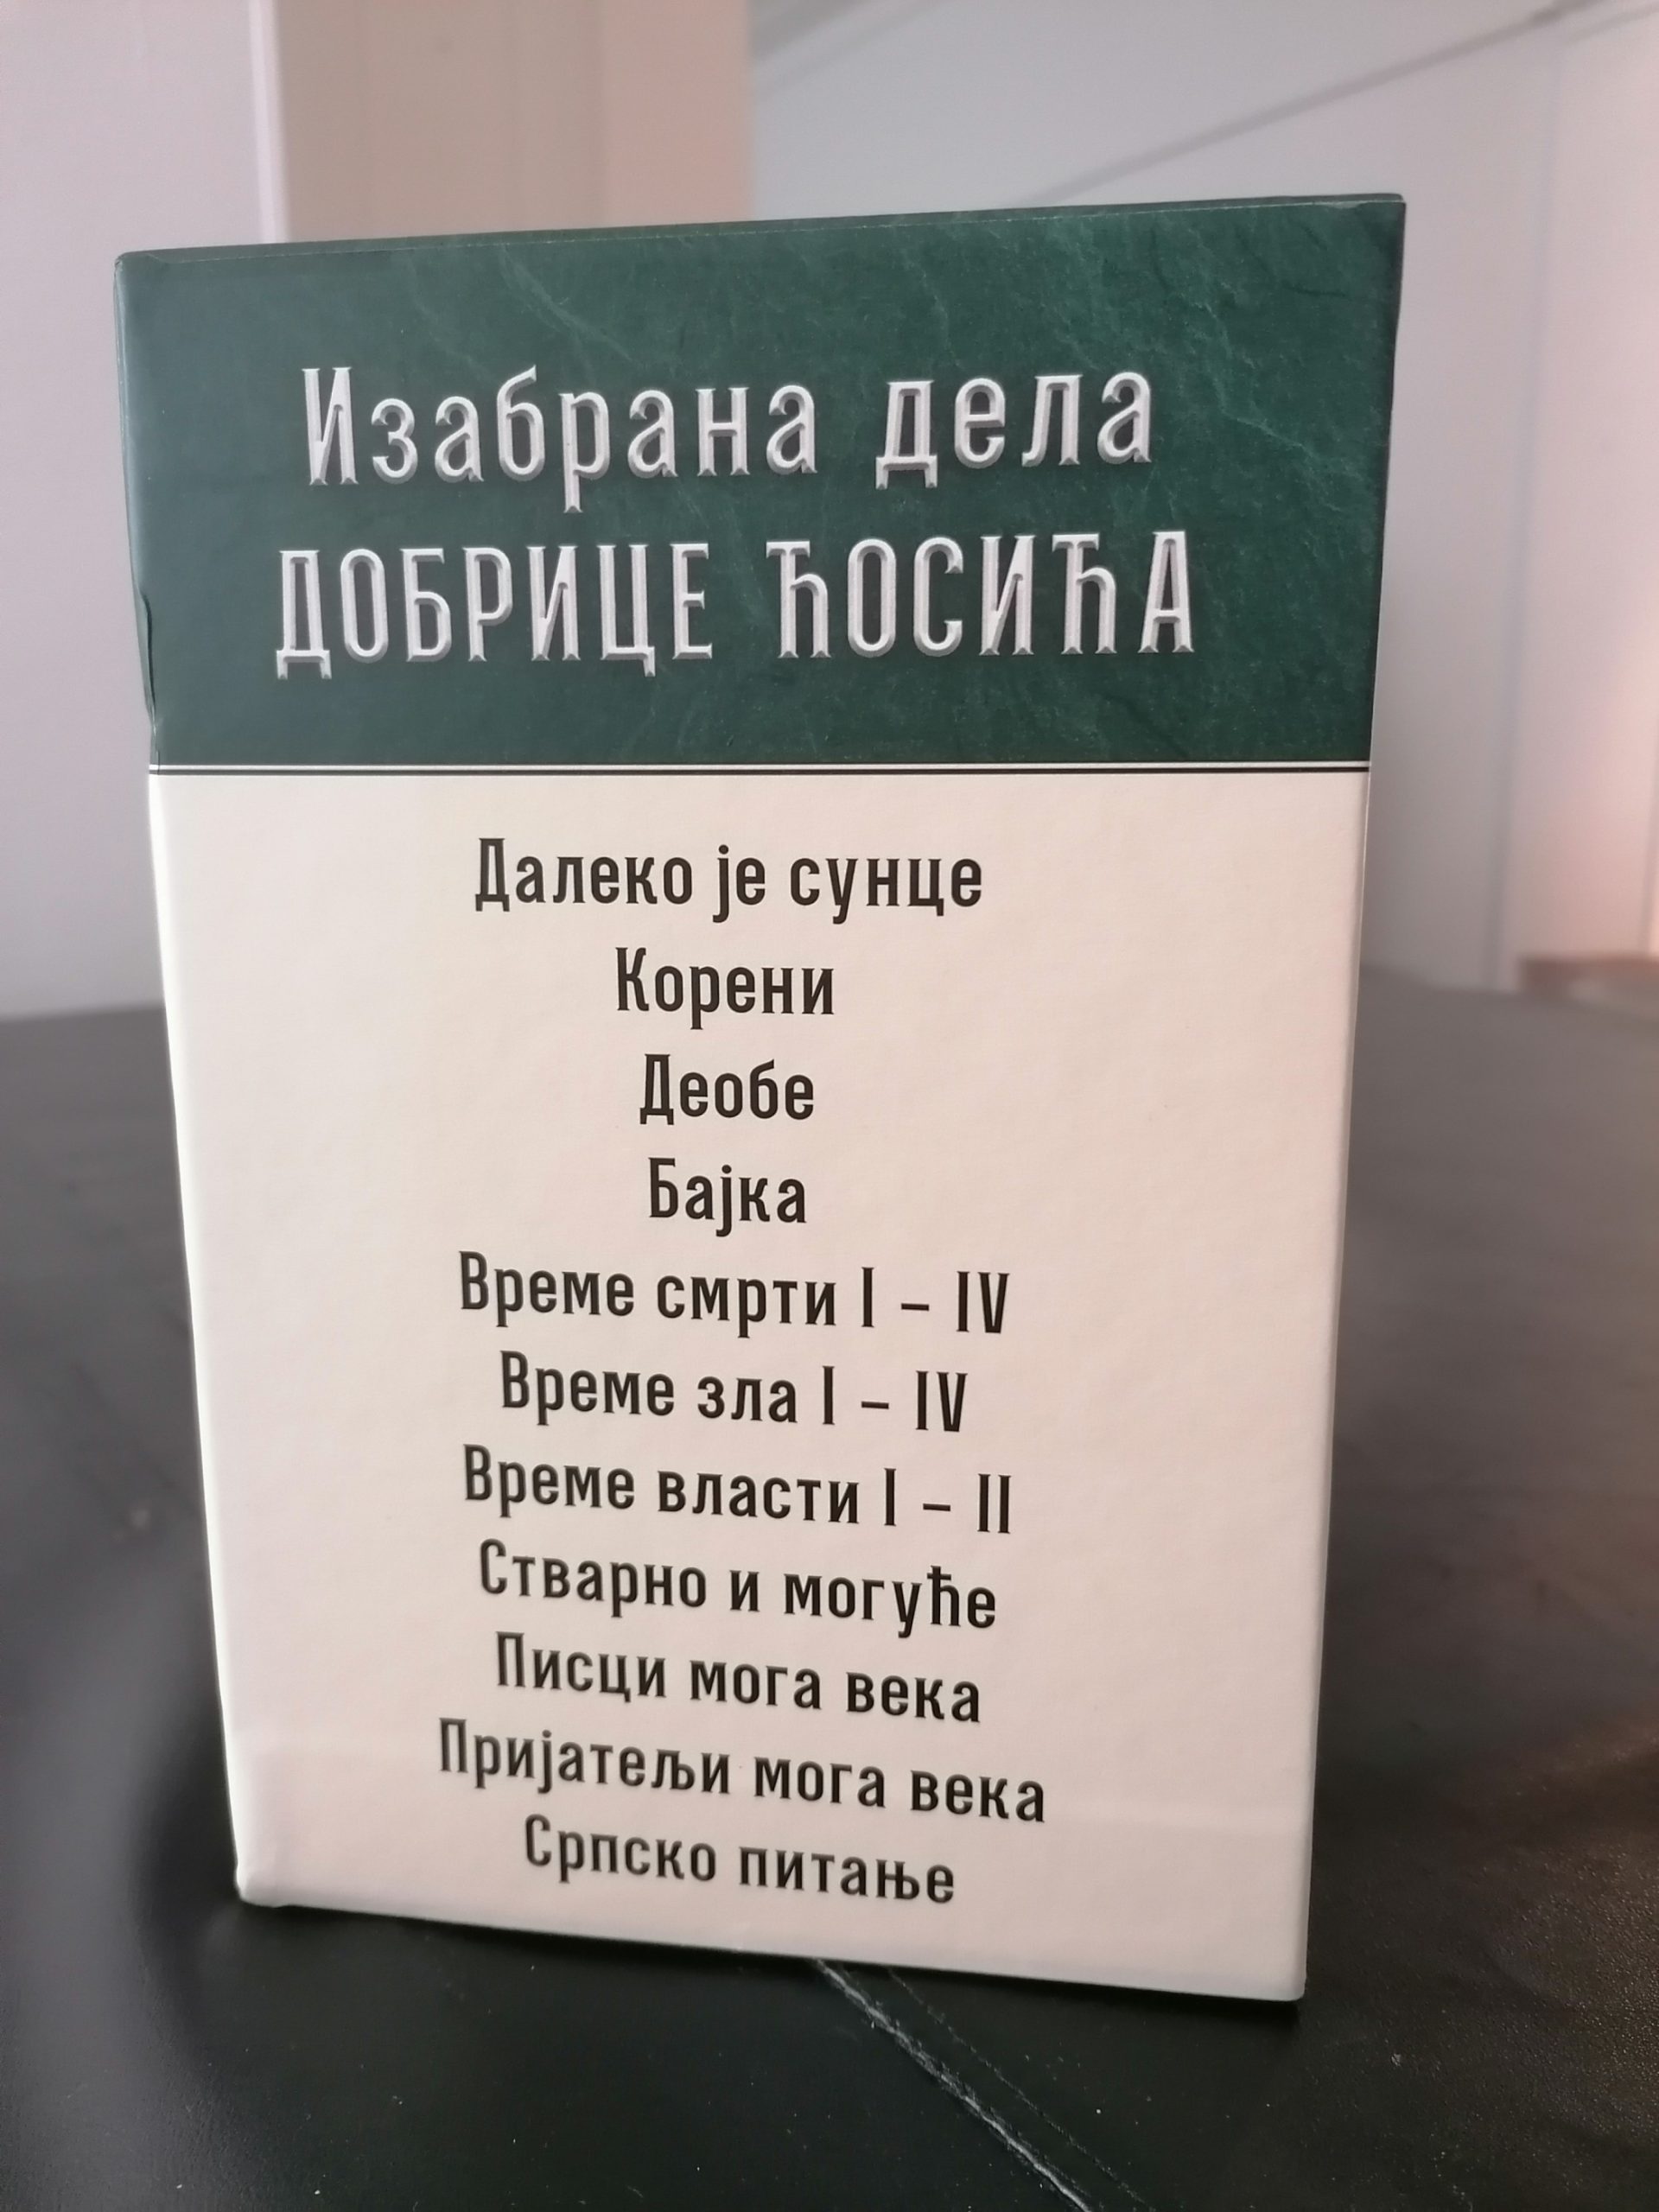 Изабрана дела
ДОБРИЦЕ ЋОСИЋА
Далеко је сунце
Корени
Деобе
Бајка
Време смрти I – IV
Време зла I – IV
Време власти I – II
Стварно и могуће
Писци мога века
Пријатељи мога века
Српско питање